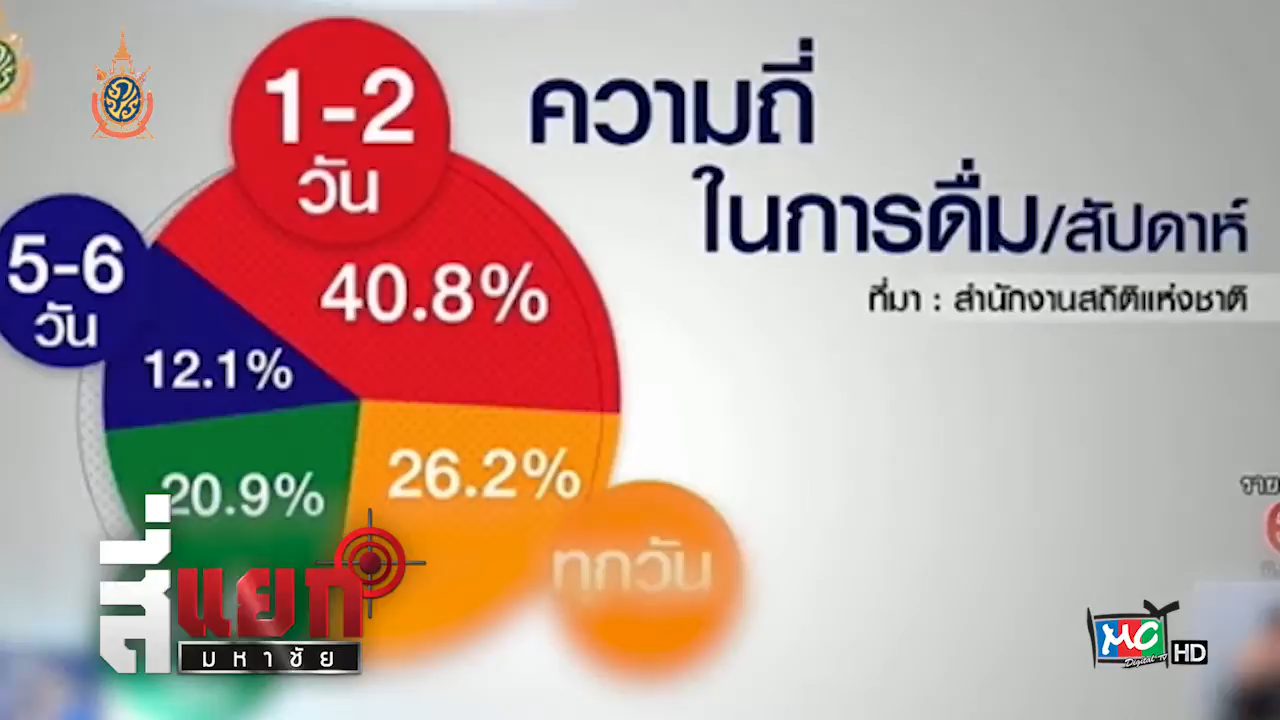 1-2
วัน
ความถี่
ในการดื่ม/สัปดาห์
ที่มา : สำนักงานสถิติแห่งชาติ
5-6
วัน
40.8%
12.1%
26.2%
20.9%
ทุกวัน
สน.
แยก
มหาชัย
MC
Digital TV
HD